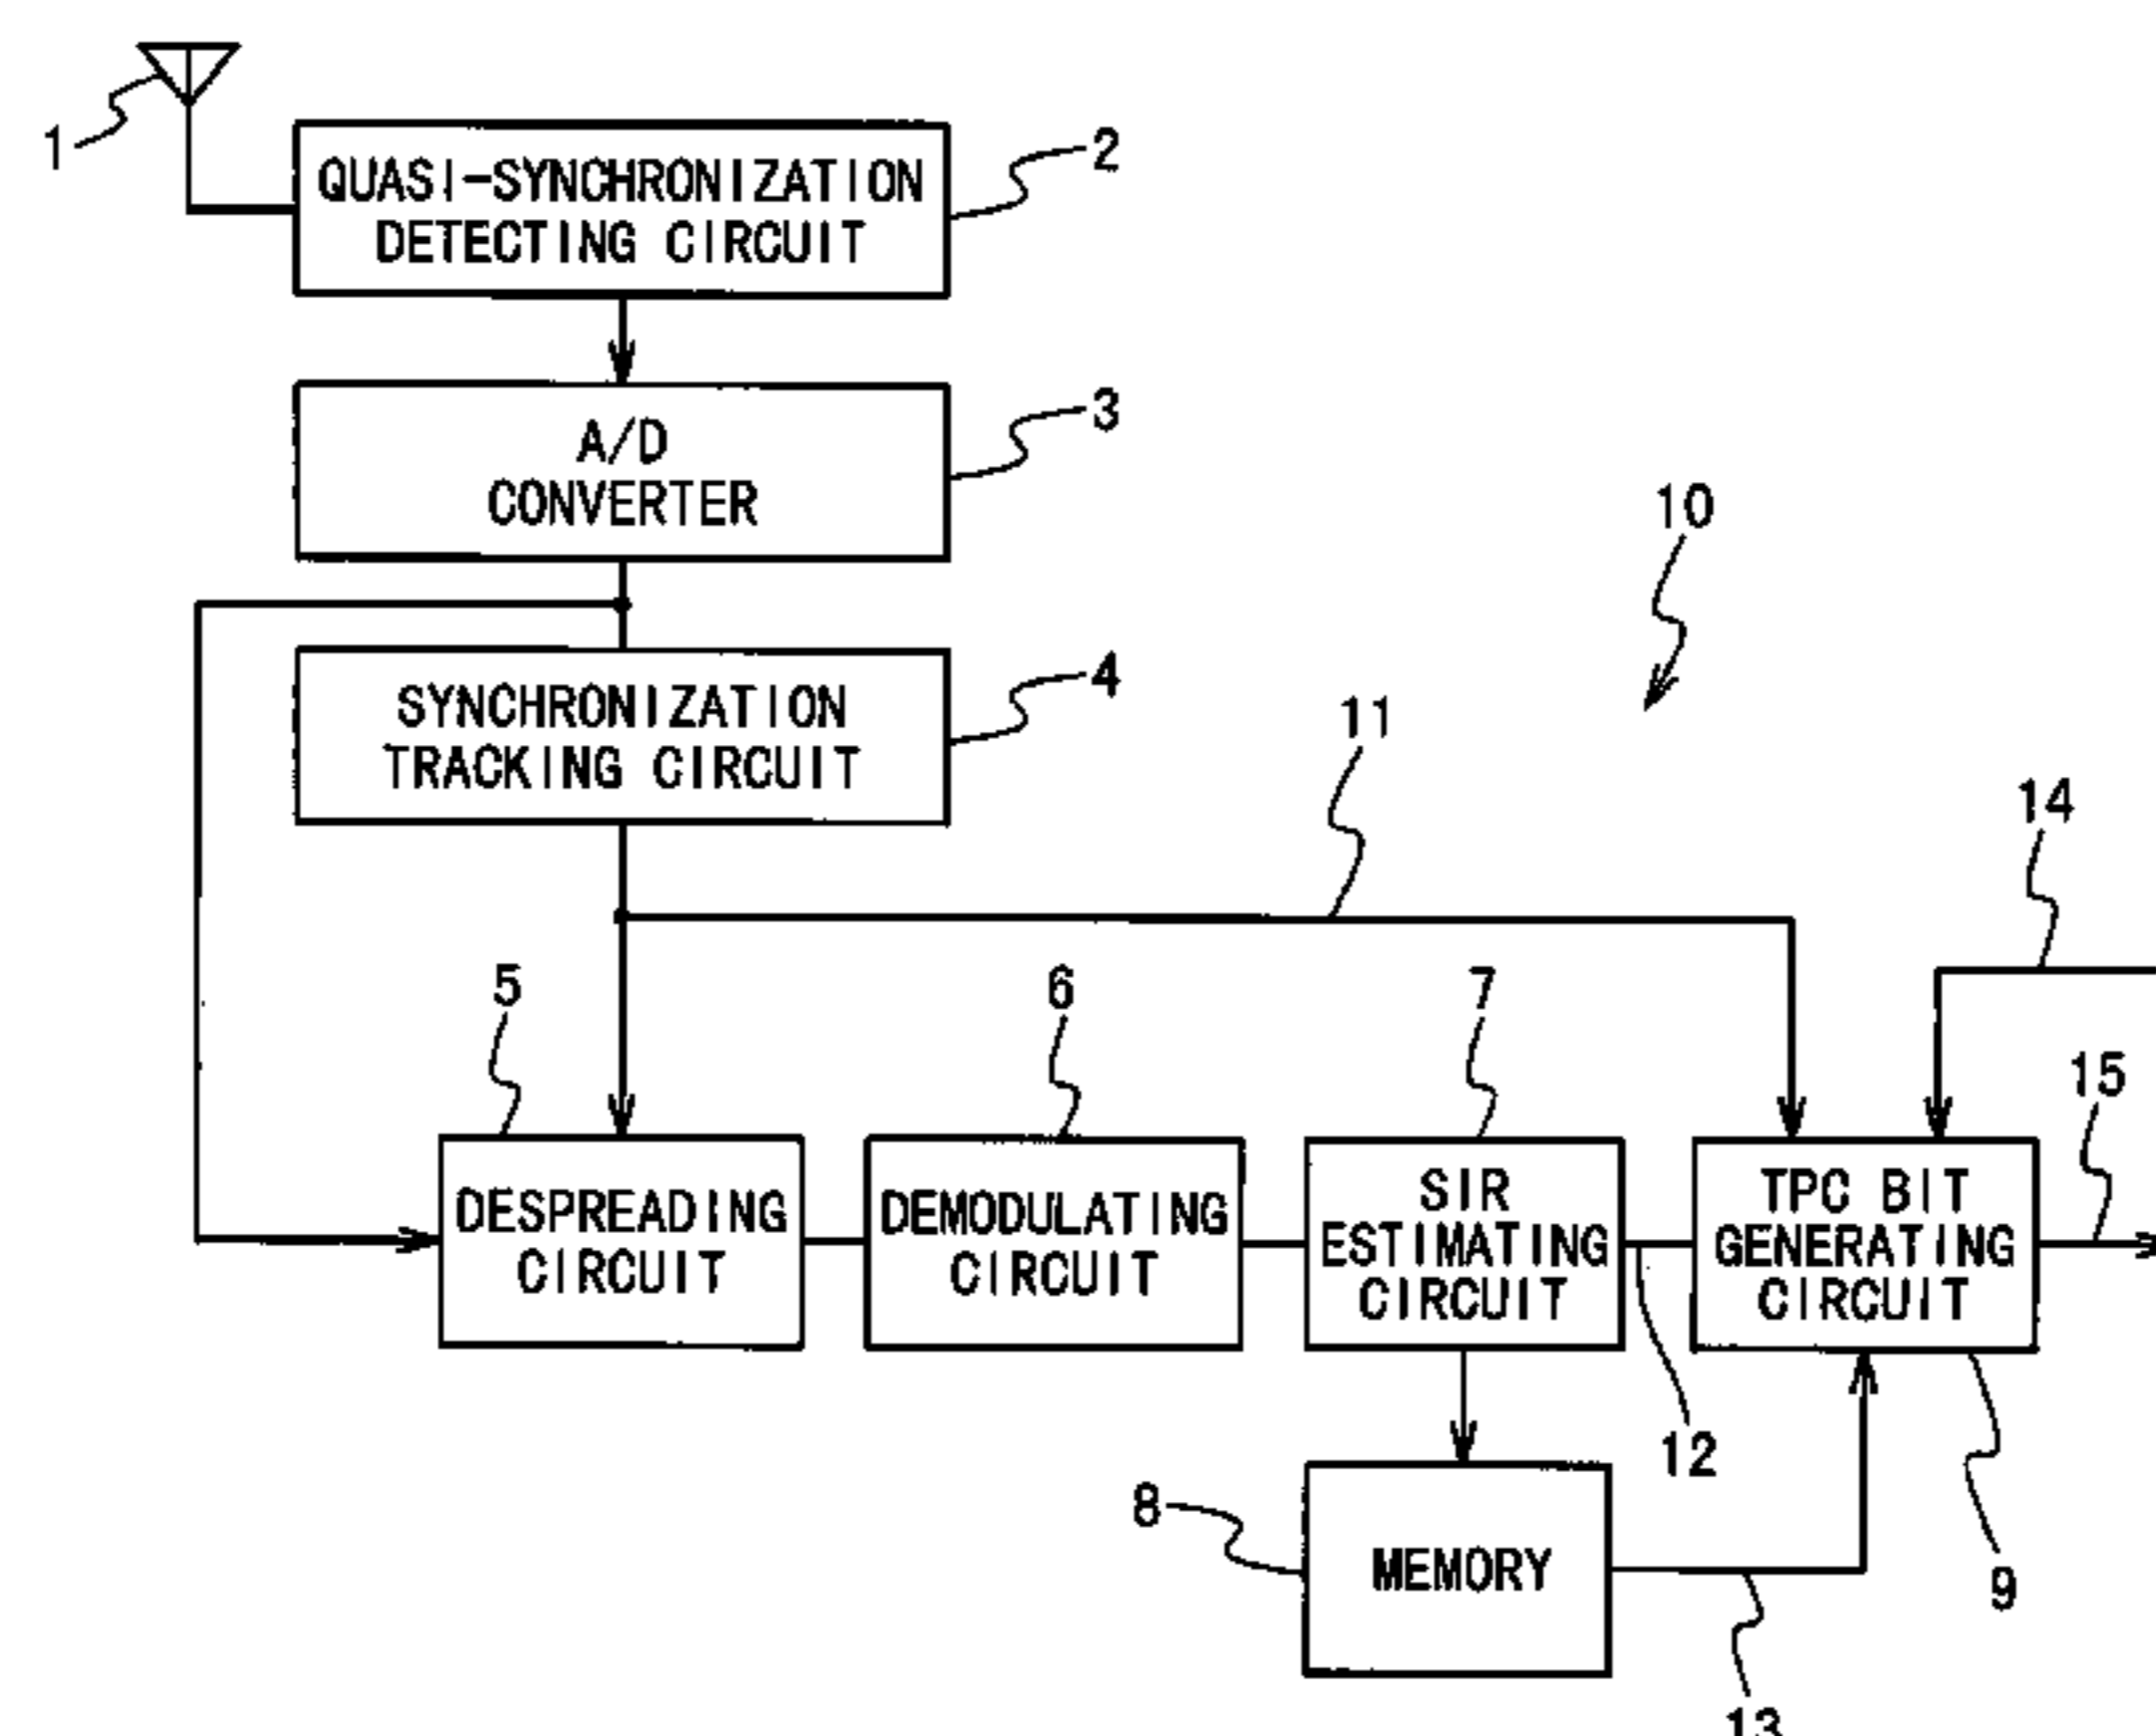 1
QUASI-SYNCHRONIZATION
DETECTING CIRCUIT
2
A/D
CONVERTER
3
10
SYNCHRONIZATION
TRACKING CIRCUIT
4
11
14
5
6
7
15
DESPREADING
CIRCUIT
DEMODULATING
CIRCUIT
SIR
ESTIMATING
CIRCUIT
TPC BIT
GENERATING
CIRCUIT
12
8
MEMORY
9
13